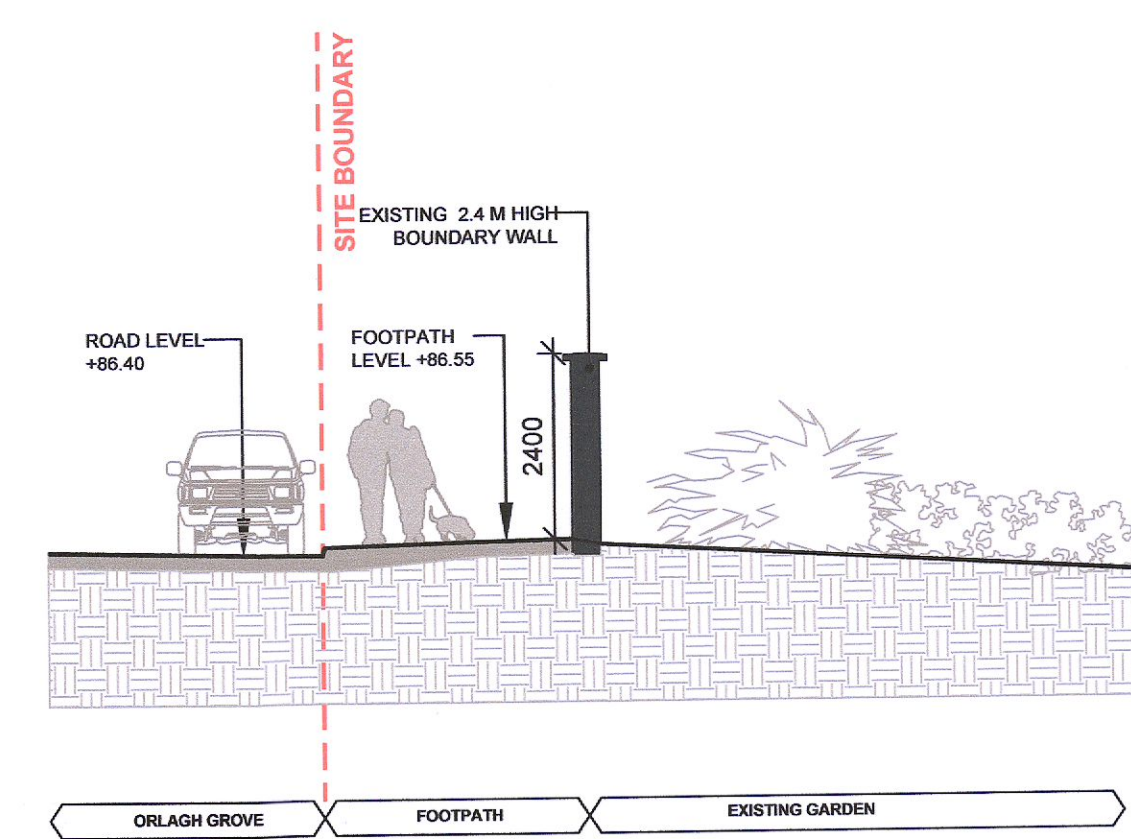 SITE BOUNDARY
EXISTING 2.4 M HIGH
BOUNDARY WALL
ROAD LEVEL
+86.40
FOOTPATH
LEVEL +86.55
2400
ORLAGH GROVE
FOOTPATH
EXISTING GARDEN